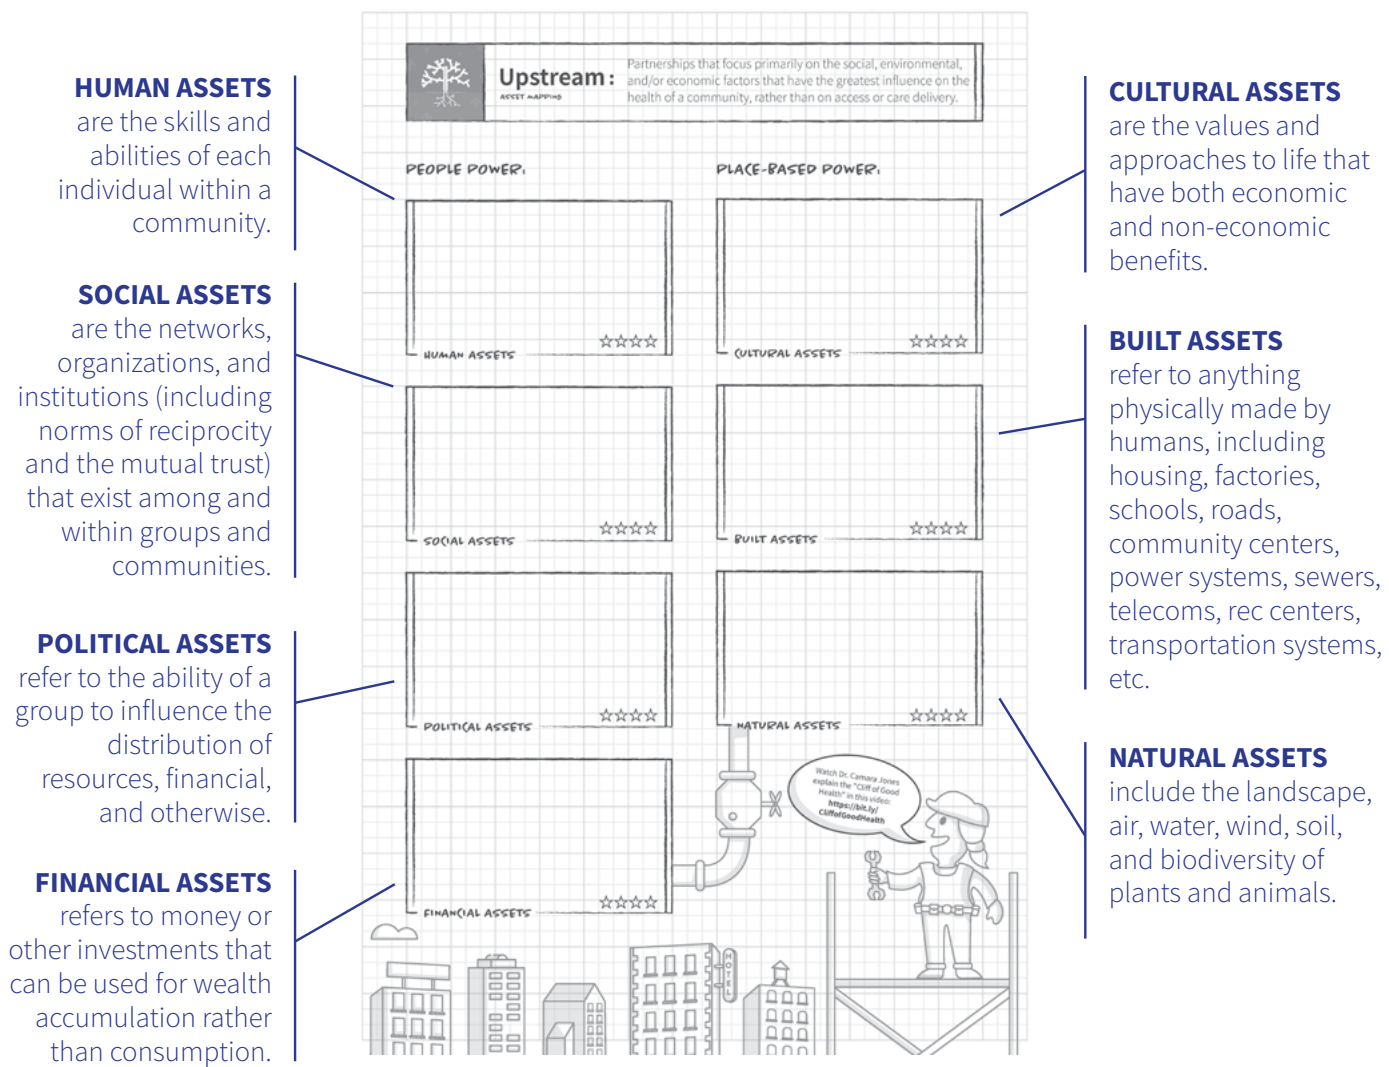 HUMAN ASSETS
are the skills and
abilities of each
individual within a
community.
SOCIAL ASSETS
are the networks,
organizations, and
institutions (including
norms of reciprocity
and the mutual trust)
that exist among and
within groups and
communities.
POLITICAL ASSETS
refer to the ability of a
group to influence the
distribution of
resources, financial,
and otherwise.
FINANCIAL ASSETS
refers to money or
other investments that
can be used for wealth
accumulation rather
than consumption.
Upstream:
ASSET MAPPING
Partnerships that focus primarily on the social, environmental,
and/or economic factors that have the greatest influence on the
health of a community, rather than on access or care delivery.
PEOPLE POWER:
HUMAN ASSETS
SOCIAL ASSETS
POLITICAL ASSETS
FINANCIAL ASSETS
PLACE-BASED POWER:
CULTURAL ASSETS
BUILT ASSETS
NATURAL ASSETS
Watch Dr. Camara Jones
explain the "Cliff of Good
Health" in this video:
https://bit.ly/
CliffofGoodHealth
HOTEL
CULTURAL ASSETS
are the values and
approaches to life that
have both economic
and non-economic
benefits.
BUILT ASSETS
refer to anything
physically made by
humans, including
housing, factories,
schools, roads,
community centers,
power systems, sewers,
telecoms, rec centers,
transportation systems,
etc.
NATURAL ASSETS
include the landscape,
air, water, wind, soil,
and biodiversity of
plants and animals.